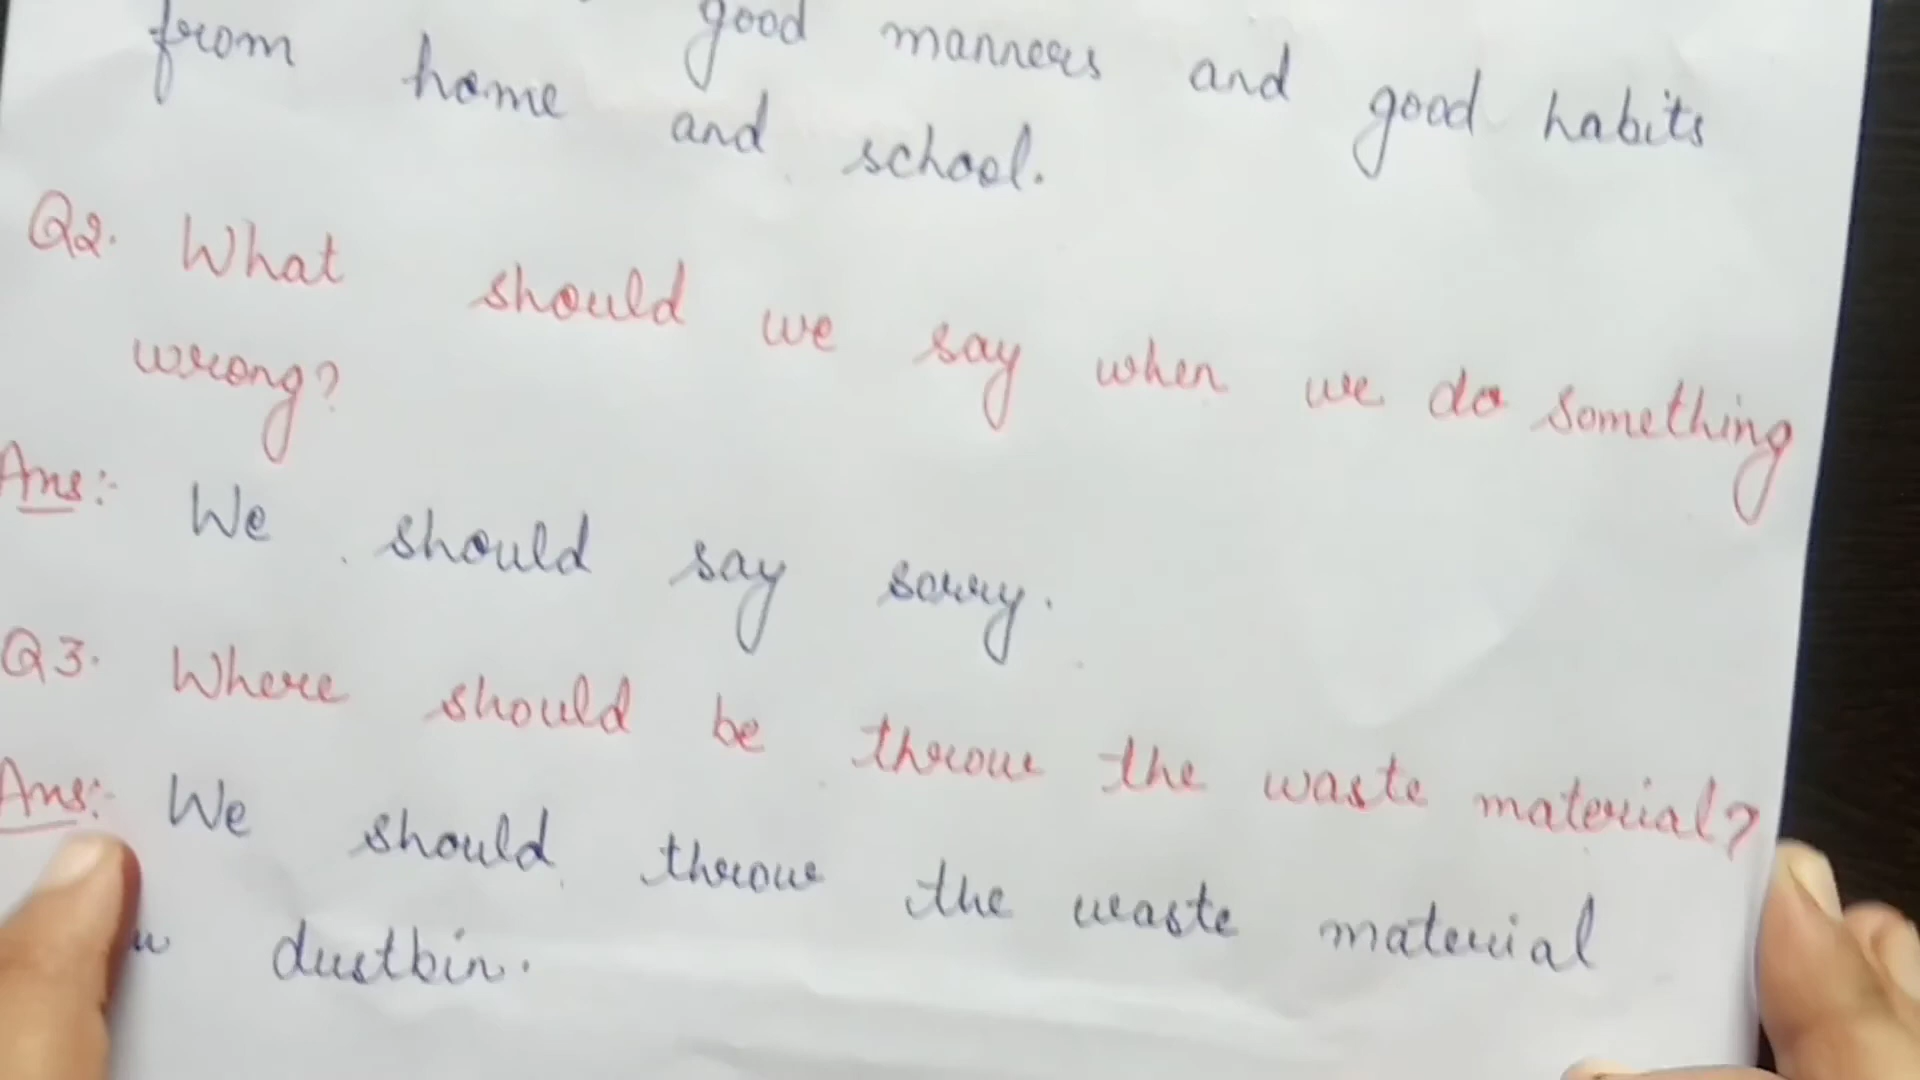 good manners and good habits
from home and school.
Q2. What should we say when we do something
wrong?
Ans:- We should say sorry.
Q3. Where should be throw the waste material?
Ans:- We should throw the waste material
dustbin.